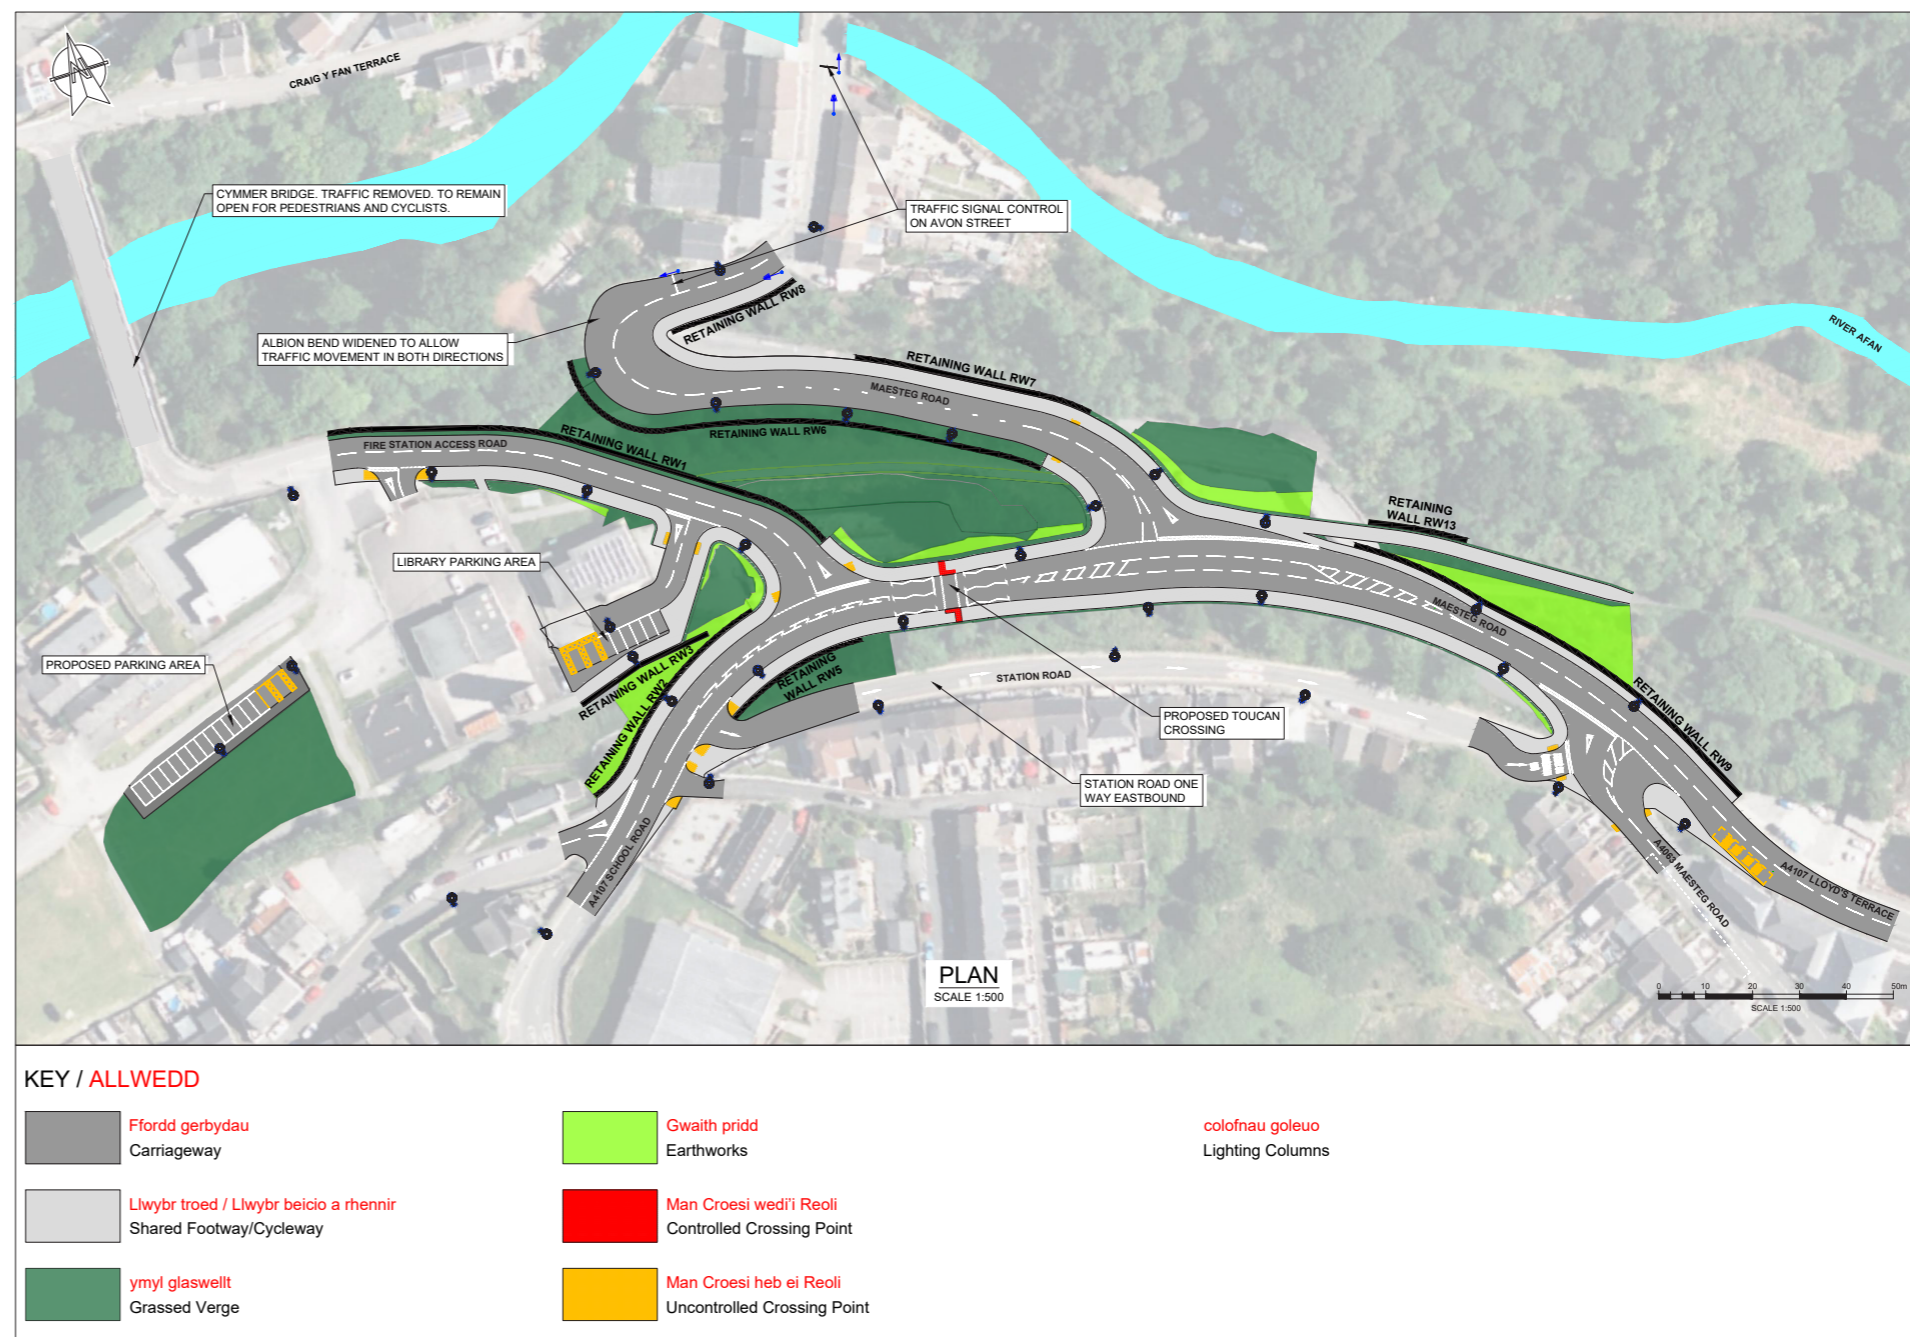 N
CRAIG Y FAN TERRACE
CYMMER BRIDGE. TRAFFIC REMOVED. TO REMAIN
OPEN FOR PEDESTRIANS AND CYCLISTS.
TRAFFIC SIGNAL CONTROL
ON AVON STREET
RIVER AFAN
ALBION BEND WIDENED TO ALLOW
TRAFFIC MOVEMENT IN BOTH DIRECTIONS
RETAINING WALL RW8
RETAINING WALL RW7
MAESTEG ROAD
RETAINING WALL RW6
FIRE STATION ACCESS ROAD
RETAINING WALL RW1
RETAINING
WALL RW13
LIBRARY PARKING AREA
MAESTEG ROAD
PROPOSED PARKING AREA
RETAINING WALL RW3
RETAINING WALL RW2
RETAINING
WALL RW5
STATION ROAD
PROPOSED TOUCAN
CROSSING
RETAINING WALL RW9
STATION ROAD ONE
WAY EASTBOUND
A4107 SCHOOL ROAD
A4063 MAESTEG ROAD
A4107 LLOYD'S TERRACE
PLAN
SCALE 1:500
0 10 20 30 40 50m
SCALE 1:500
KEY / ALLWEDD
Ffordd gerbydau
Carriageway
Llwybr troed / Llwybr beicio a rhennir
Shared Footway/Cycleway
ymyl glaswellt
Grassed Verge
Gwaith pridd
Earthworks
Man Croesi wedi'i Reoli
Controlled Crossing Point
Man Croesi heb ei Reoli
Uncontrolled Crossing Point
colofnau goleuo
Lighting Columns